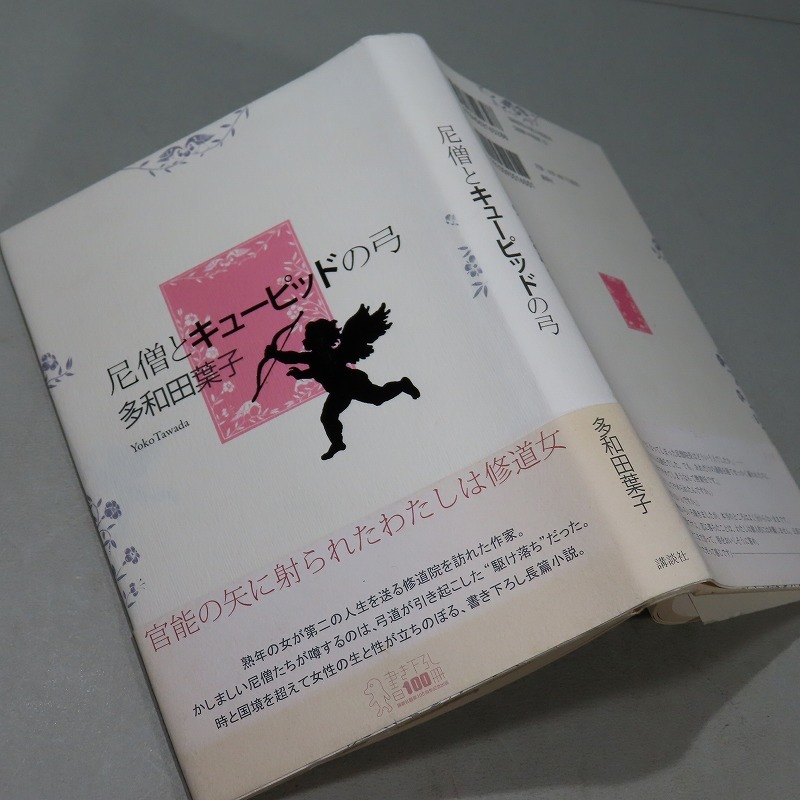 尼僧とキューピッドの弓
多和田葉子
Yoko Tawada
官能の矢に射られたわたしは修道女
熟年の女が第二の人生を送る修道院を訪れた作家。
かしましい尼僧たちが噂するのは、弓道が引き起こした“駆け落ち”だった。
時と国境を超えて女性の生と性が立ちのぼる、書き下ろし長篇小説。
書き下ろし
100冊
尼僧とキューピッドの弓
多和田葉子
講談社